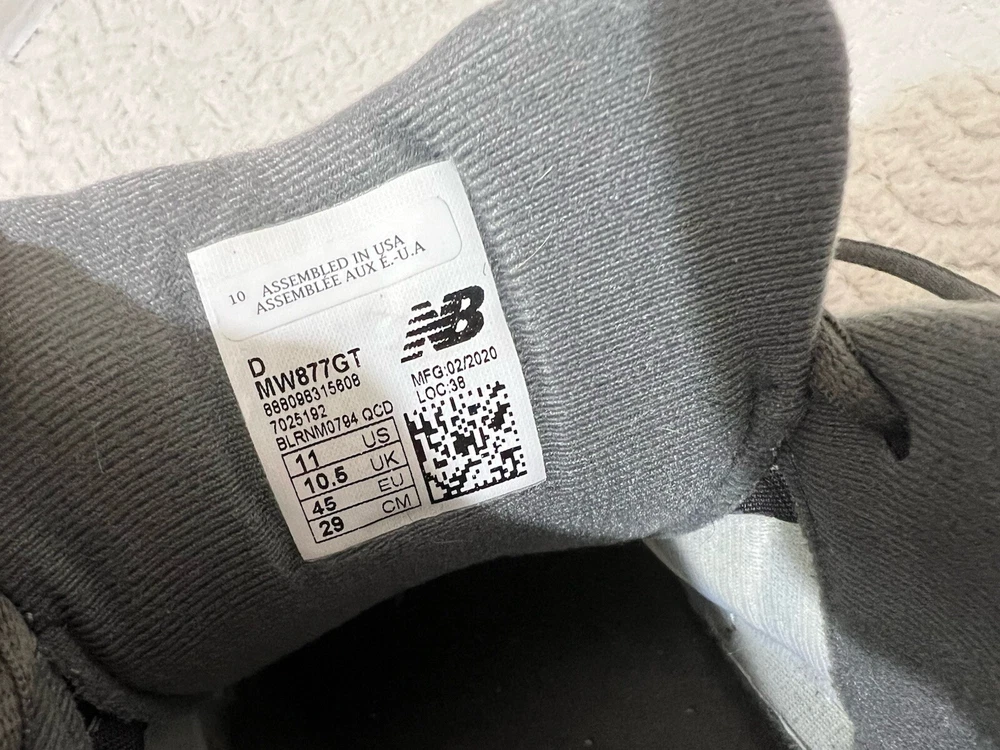 10 ASSEMBLED IN USA
ASSEMBLÉE AUX É.-U.A
NB
D
MW877GT
888098315608
7025192
BLRNM0794 QCD
MFG:02/2020
LOC:38
11 US
10.5 UK
45 EU
29 CM